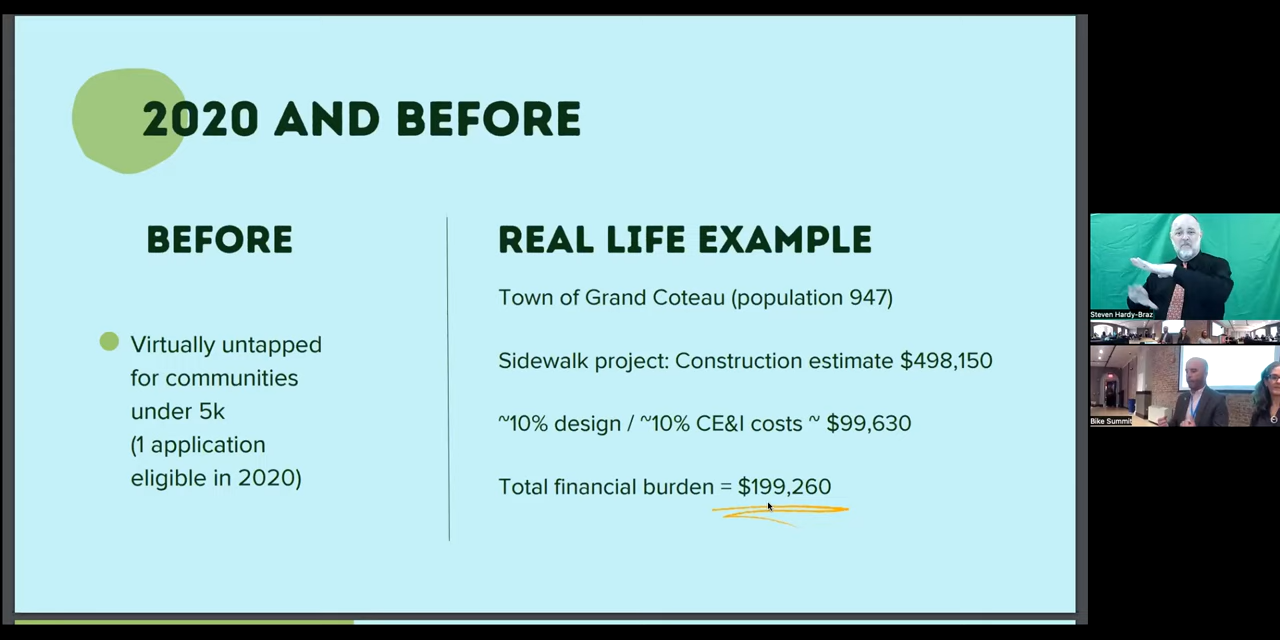 2020 AND BEFORE
BEFORE
Virtually untapped
for communities
under 5k
(1 application
eligible in 2020)
REAL LIFE EXAMPLE
Town of Grand Coteau (population 947)
Sidewalk project: Construction estimate $498,150
~10% design / ~10% CE&I costs ~ $99,630
Total financial burden = $199,260
Steven Hardy-Braz
Bike Summit